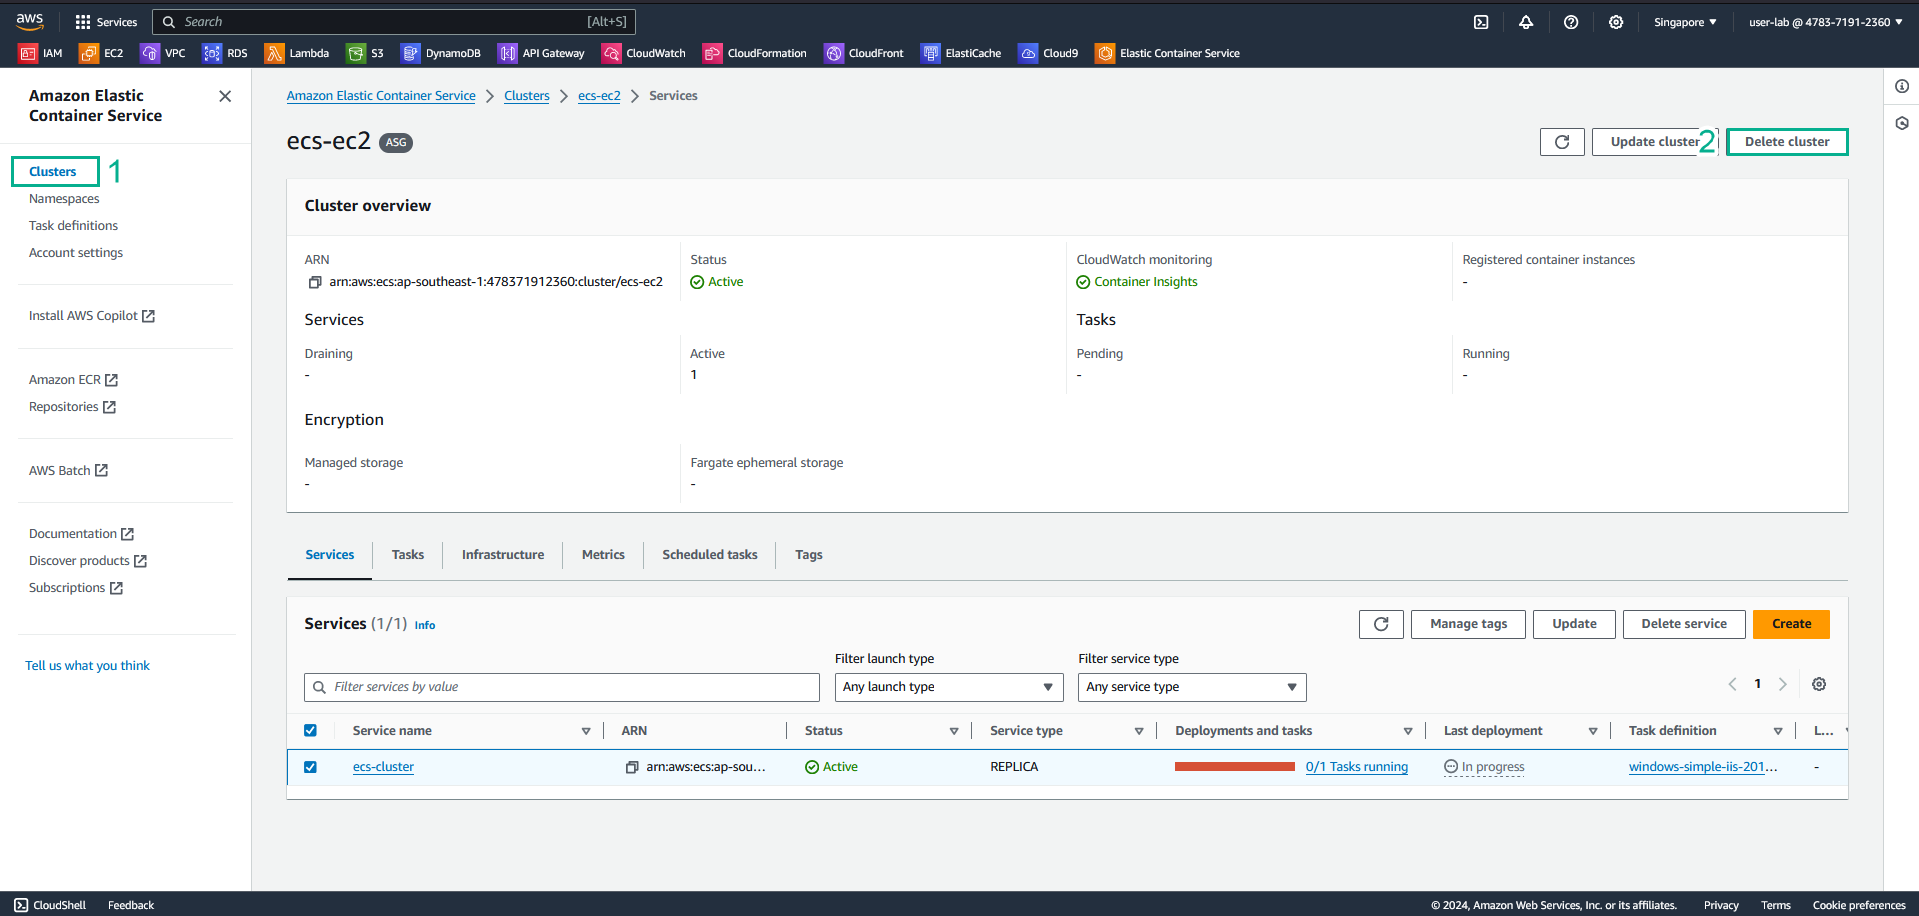 aws Services Search [Alt+S] Singapore ▼ user-lab @ 4783-7191-2360 ▼
IAM EC2 VPC RDS Lambda S3 DynamoDB API Gateway CloudWatch CloudFormation CloudFront ElastiCache Cloud9 Elastic Container Service
Amazon Elastic
Container Service
Clusters 1
Namespaces
Task definitions
Account settings
Install AWS Copilot
Amazon ECR
Repositories
AWS Batch
Documentation
Discover products
Subscriptions
Tell us what you think
Amazon Elastic Container Service > Clusters > ecs-ec2 > Services
ecs-ec2 ASG Update cluster 2 Delete cluster
Cluster overview
ARN Status CloudWatch monitoring Registered container instances
arn:aws:ecs:ap-southeast-1:478371912360:cluster/ecs-ec2 Active Container Insights -
Services Tasks
Draining Active Pending Running
- 1 - -
Encryption
Managed storage Fargate ephemeral storage
- -
Services Tasks Infrastructure Metrics Scheduled tasks Tags
Services (1/1) Info Manage tags Update Delete service Create
Filter launch type Filter service type
Filter services by value Any launch type Any service type 1
Service name ARN Status Service type Deployments and tasks Last deployment Task definition L...
ecs-cluster arn:aws:ecs:ap-sou... Active REPLICA 0/1 Tasks running In progress windows-simple-iis-201... -
CloudShell Feedback © 2024, Amazon Web Services, Inc. or its affiliates. Privacy Terms Cookie preferences